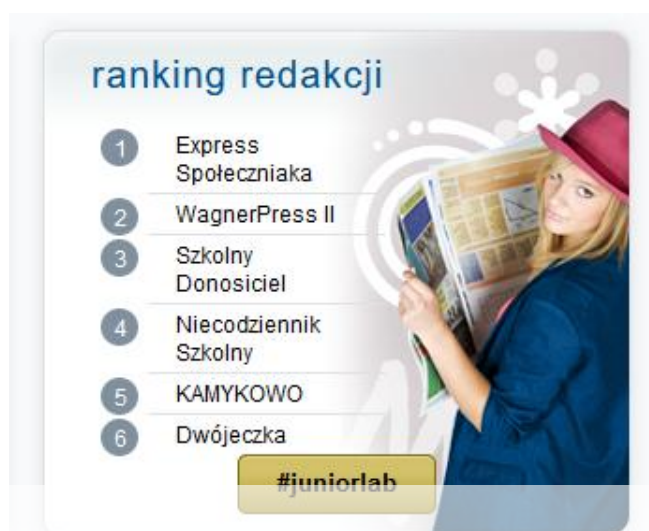 ranking redakcji
1 Express
Społeczniaka
2 WagnerPress II
3 Szkolny
Donosiciel
4 Niecodziennik
Szkolny
5 KAMYKOWO
6 Dwójeczka
#juniorlab